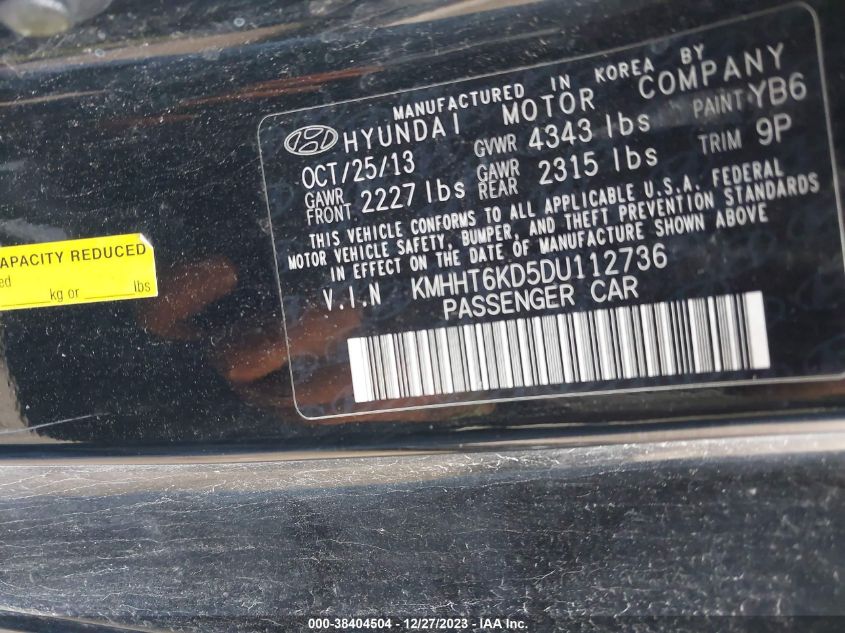 MANUFACTURED IN KOREA BY
HYUNDAI MOTOR COMPANY
OCT/25/13 GVWR 4343 lbs PAINT YB6
GAWR FRONT 2227 lbs GAWR REAR 2315 lbs TRIM 9P
THIS VEHICLE CONFORMS TO ALL APPLICABLE U.S.A. FEDERAL
MOTOR VEHICLE SAFETY, BUMPER, AND THEFT PREVENTION STANDARDS
IN EFFECT ON THE DATE OF MANUFACTURE SHOWN ABOVE
V.I.N KMHHT6KD5DU112736
PASSENGER CAR
APACITY REDUCED
ed
kg or lbs
000-38404504 - 12/27/2023 - IAA Inc.